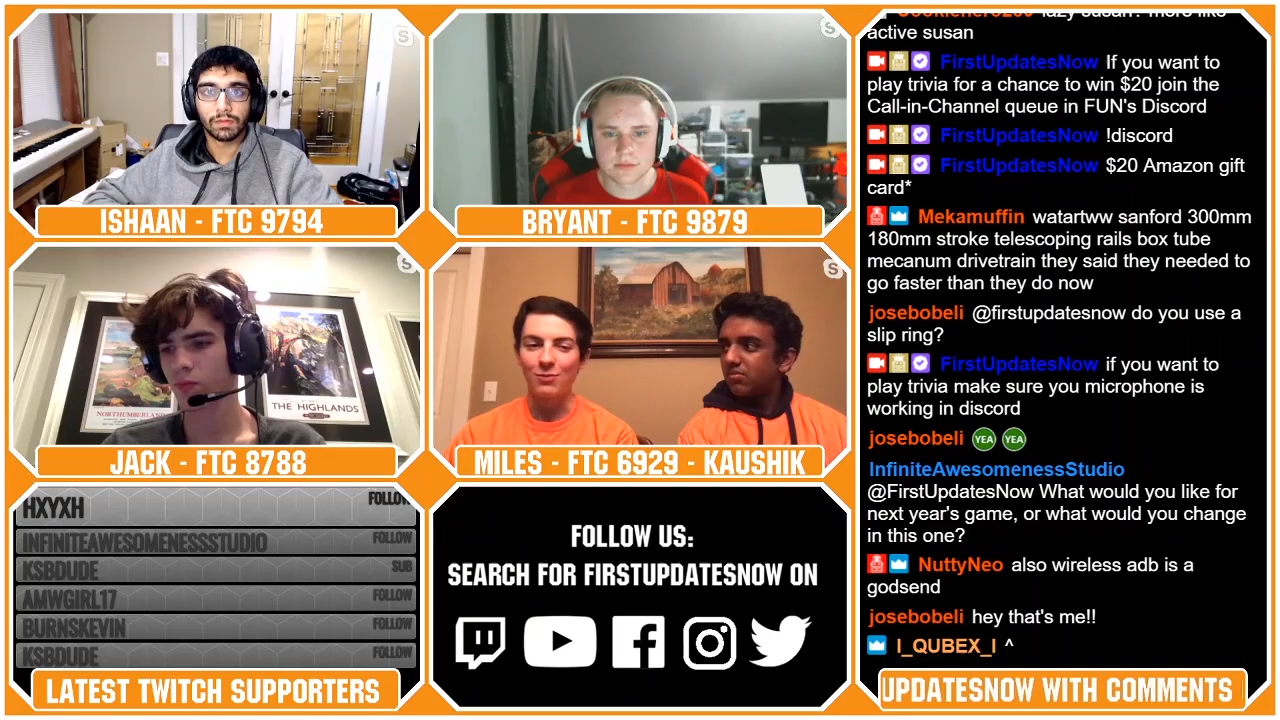 ISHAAN - FTC 9794
BRYANT - FTC 9879
NORTHUMBERLAND
THE HIGHLANDS
JACK - FTC 8788
MILES - FTC 6929 - KAUSHIK
HXYXH FOLLOW
INFINITEAWESOMENESSSTUDIO FOLLOW
KSBDUDE SUB
AMWGIRL17 FOLLOW
BURNSKEVIN FOLLOW
KSBDUDE FOLLOW
LATEST TWITCH SUPPORTERS
FOLLOW US:
SEARCH FOR FIRSTUPDATESNOW ON
active susan
FirstUpdatesNow If you want to
play trivia for a chance to win $20 join the
Call-in-Channel queue in FUN's Discord
FirstUpdatesNow !discord
FirstUpdatesNow $20 Amazon gift
card*
Mekamuffin watartww sanford 300mm
180mm stroke telescoping rails box tube
mecanum drivetrain they said they needed to
go faster than they do now
josebobeli @firstupdatesnow do you use a
slip ring?
FirstUpdatesNow if you want to
play trivia make sure you microphone is
working in discord
josebobeli YEA YEA
InfiniteAwesomenessStudio
@FirstUpdatesNow What would you like for
next year's game, or what would you change
in this one?
NuttyNeo also wireless adb is a
godsend
josebobeli hey that's me!!
I_QUBEX_I ^
UPDATESNOW WITH COMMENTS